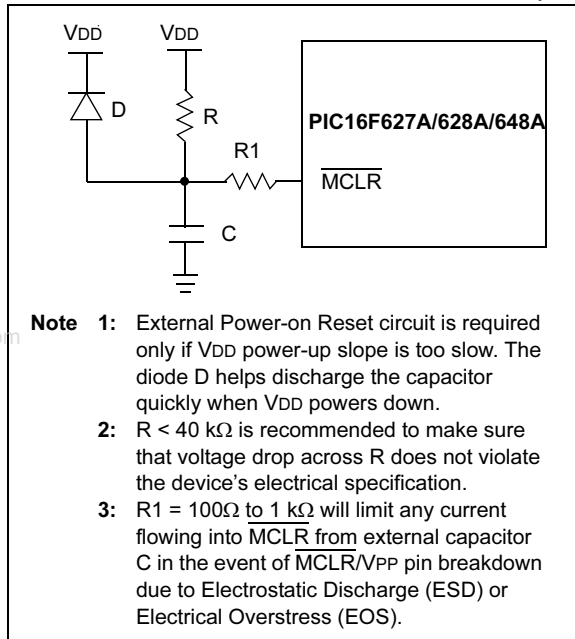 VDD VDD
D
R
PIC16F627A/628A/648A
R1
MCLR
C
Note 1: External Power-on Reset circuit is required
only if VDD power-up slope is too slow. The
diode D helps discharge the capacitor
quickly when VDD powers down.
2: R < 40 kΩ is recommended to make sure
that voltage drop across R does not violate
the device's electrical specification.
3: R1 = 100Ω to 1 kΩ will limit any current
flowing into MCLR from external capacitor
C in the event of MCLR/VPP pin breakdown
due to Electrostatic Discharge (ESD) or
Electrical Overstress (EOS).